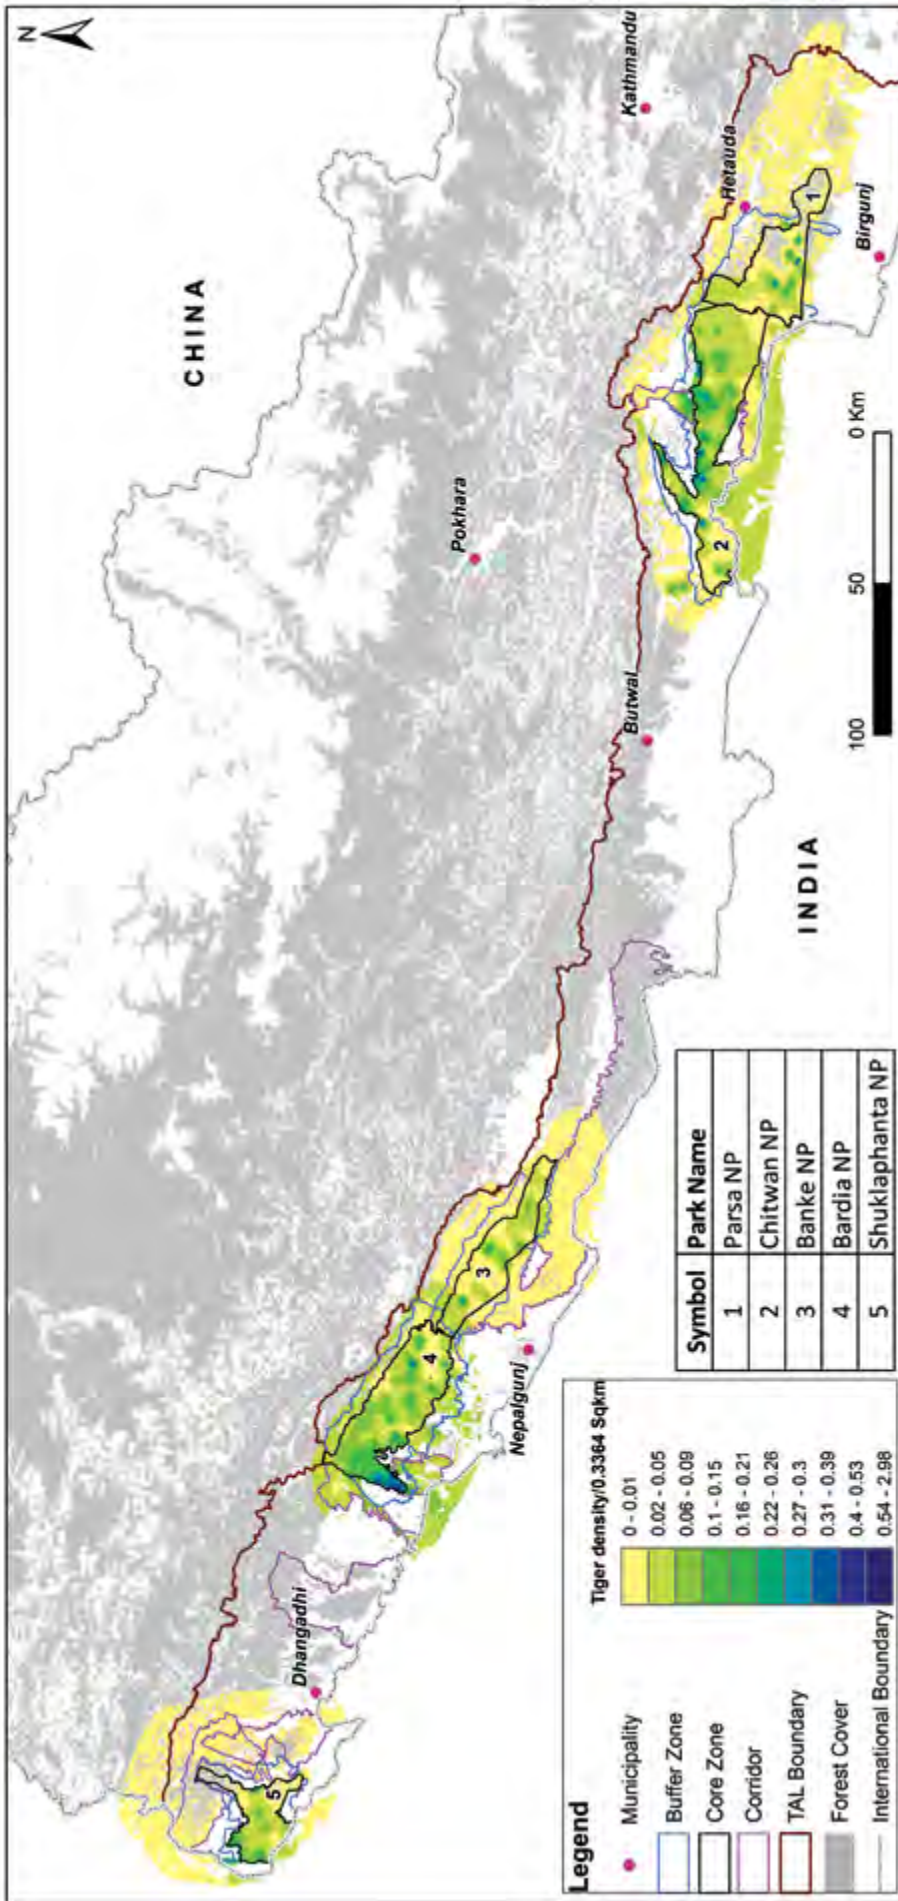 N
CHINA
Kathmandu
Pokhara
Hetauda
1
Birgunj
2
Butwal
Dhangadhi
5
4
3
Nepalgunj
INDIA
100 50 0 Km
Legend
Municipality
Buffer Zone
Core Zone
Corridor
TAL Boundary
Forest Cover
International Boundary
Tiger density/0.3364 Sqkm
0 - 0.01
0.02 - 0.05
0.06 - 0.09
0.1 - 0.15
0.16 - 0.21
0.22 - 0.26
0.27 - 0.3
0.31 - 0.39
0.4 - 0.53
0.54 - 2.98
Symbol Park Name
1 Parsa NP
2 Chitwan NP
3 Banke NP
4 Bardia NP
5 Shuklaphanta NP